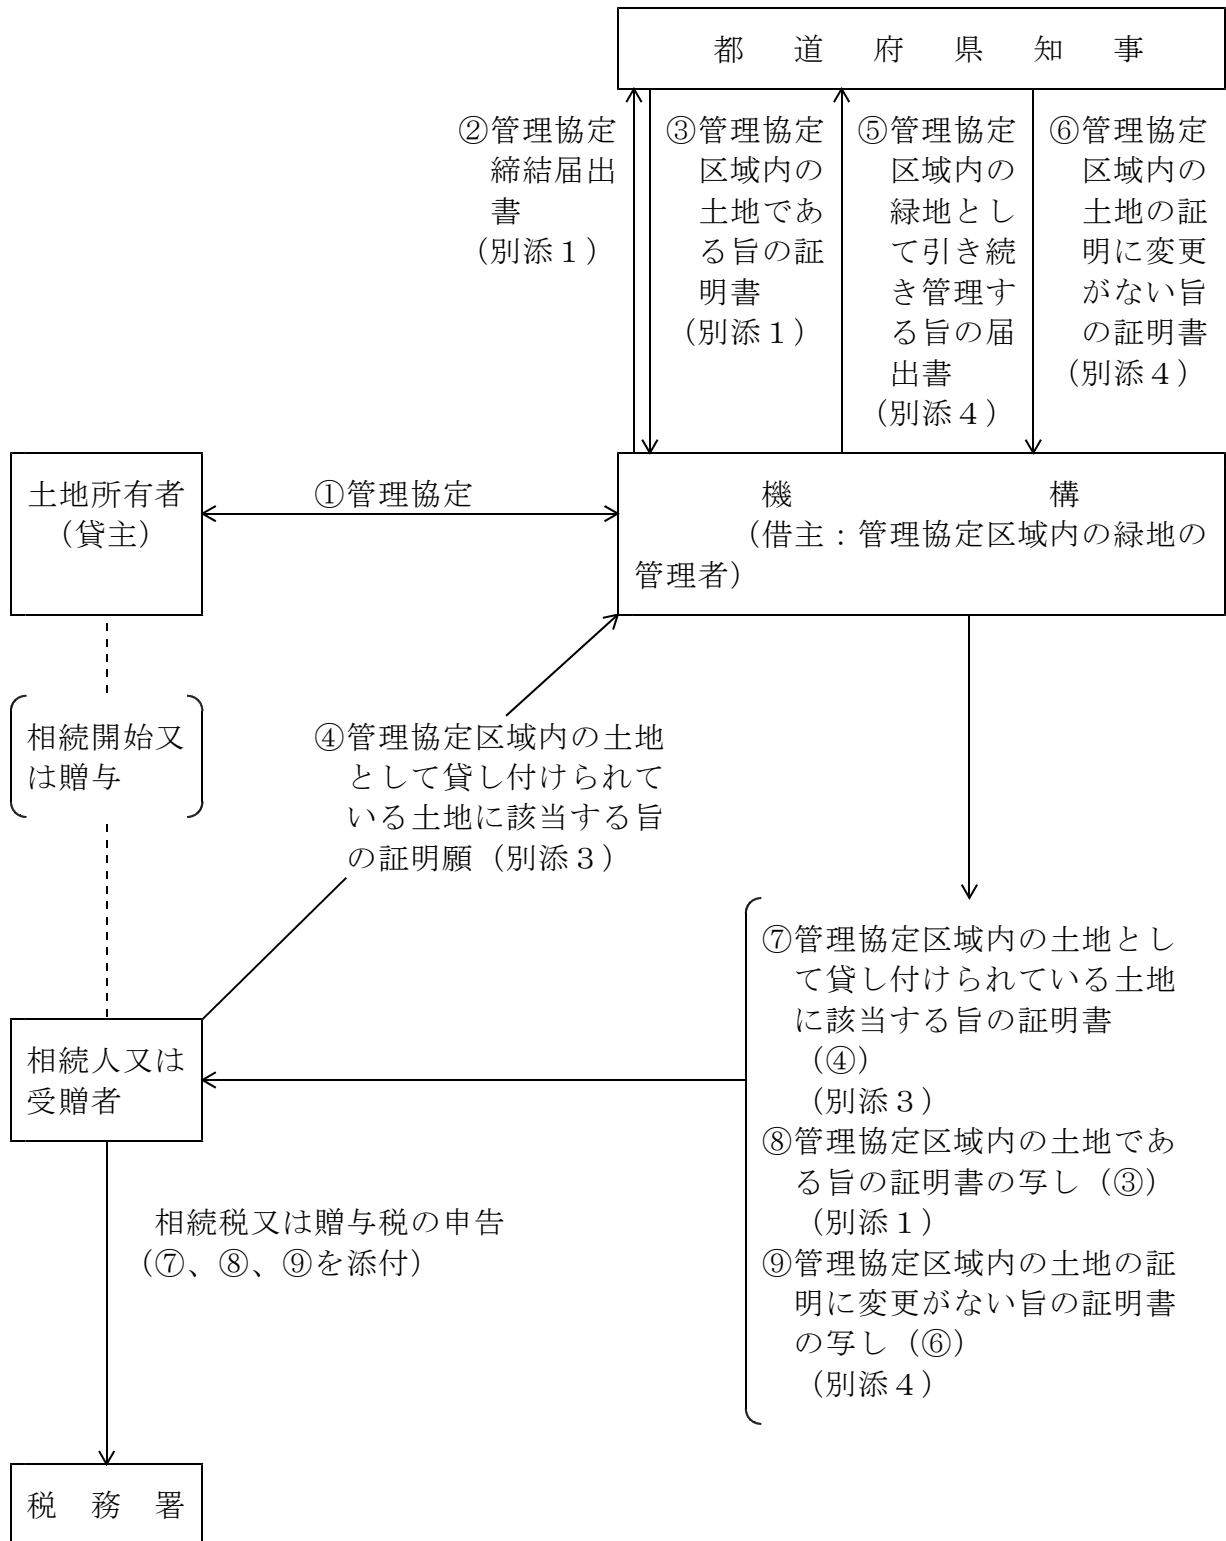 都　道　府　県　知　事
②管理協定
締結届出
書
（別添１）
③管理協定
区域内の
土地であ
る旨の証
明書
（別添１）
⑤管理協定
区域内の
緑地とし
て引き続
き管理す
る旨の届
出書
（別添４）
⑥管理協定
区域内の
土地の証
明に変更
がない旨
の証明書
（別添４）
土地所有者
（貸主）
①管理協定
機　　　　　構
（借主：管理協定区域内の緑地の
管理者）
相続開始又
は贈与
④管理協定区域内の土地
として貸し付けられて
いる土地に該当する旨
の証明願（別添３）
⑦管理協定区域内の土地とし
て貸し付けられている土地
に該当する旨の証明書
（④）
（別添３）
⑧管理協定区域内の土地であ
る旨の証明書の写し（③）
（別添１）
⑨管理協定区域内の土地の証
明に変更がない旨の証明書
の写し（⑥）
（別添４）
相続人又は
受贈者
相続税又は贈与税の申告
（⑦、⑧、⑨を添付）
税　務　署